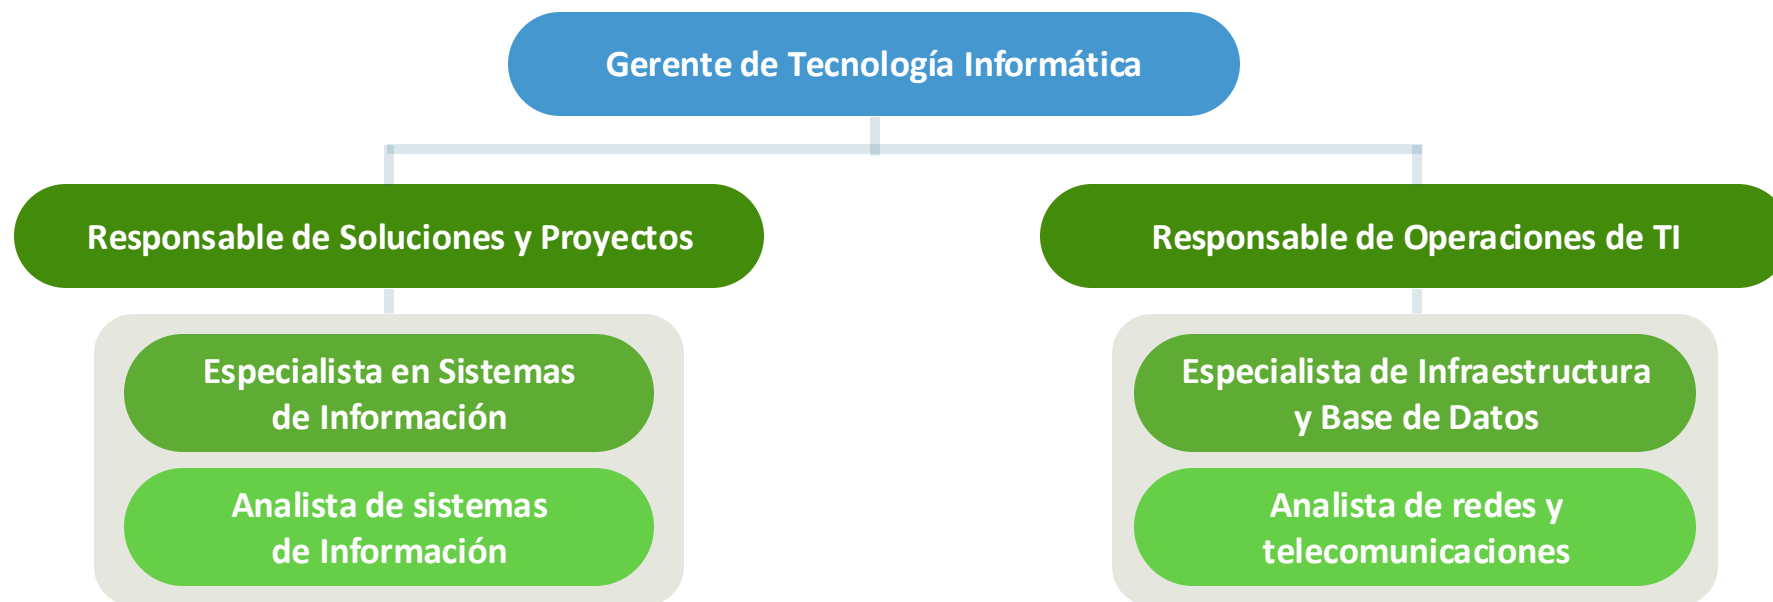 Gerente de Tecnología Informática
Responsable de Soluciones y Proyectos
Responsable de Operaciones de TI
Especialista en Sistemas
de Información
Especialista de Infraestructura
y Base de Datos
Analista de sistemas
de Información
Analista de redes y
telecomunicaciones